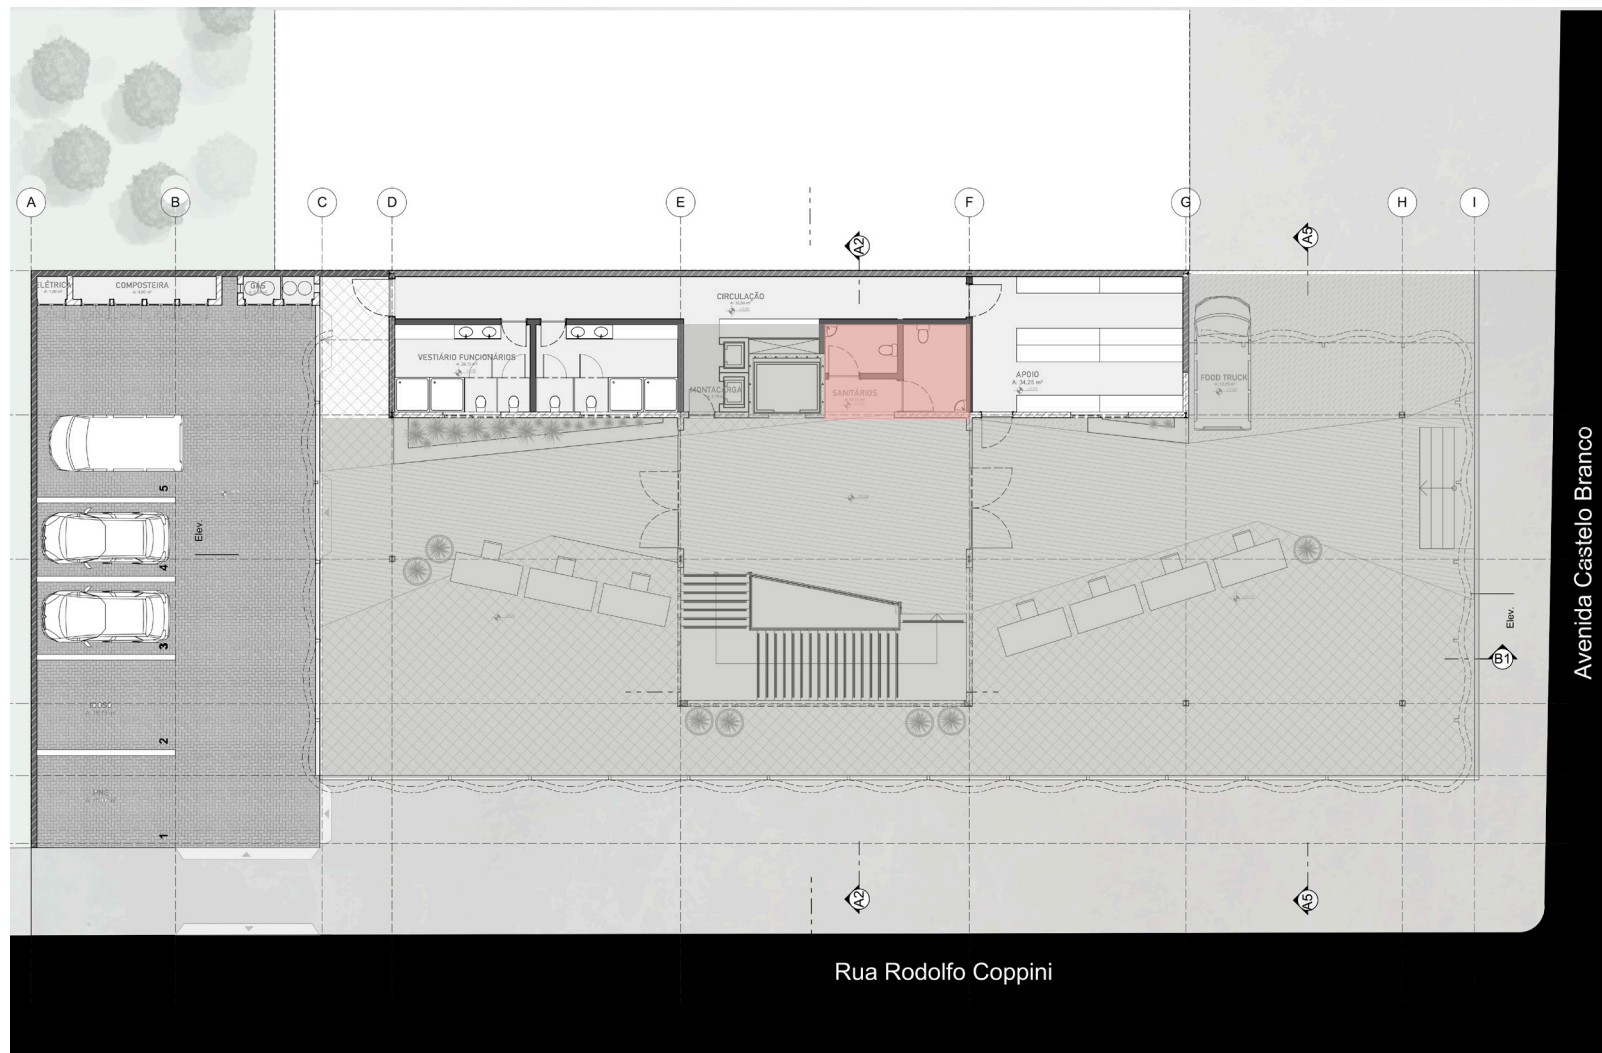 A B C D E F G H I
A2
A5
ELÉTRICA
COMPOSTEIRA
GÁS
CIRCULAÇÃO
VESTIÁRIO FUNCIONÁRIOS
MONTACARGA
SANITÁRIOS
APOIO
A: 34,25 m²
FOOD TRUCK
5
Elev.
4
3
IDOSO
2
PNE
1
Elev.
B1
A2
A5
Avenida Castelo Branco
Rua Rodolfo Coppini